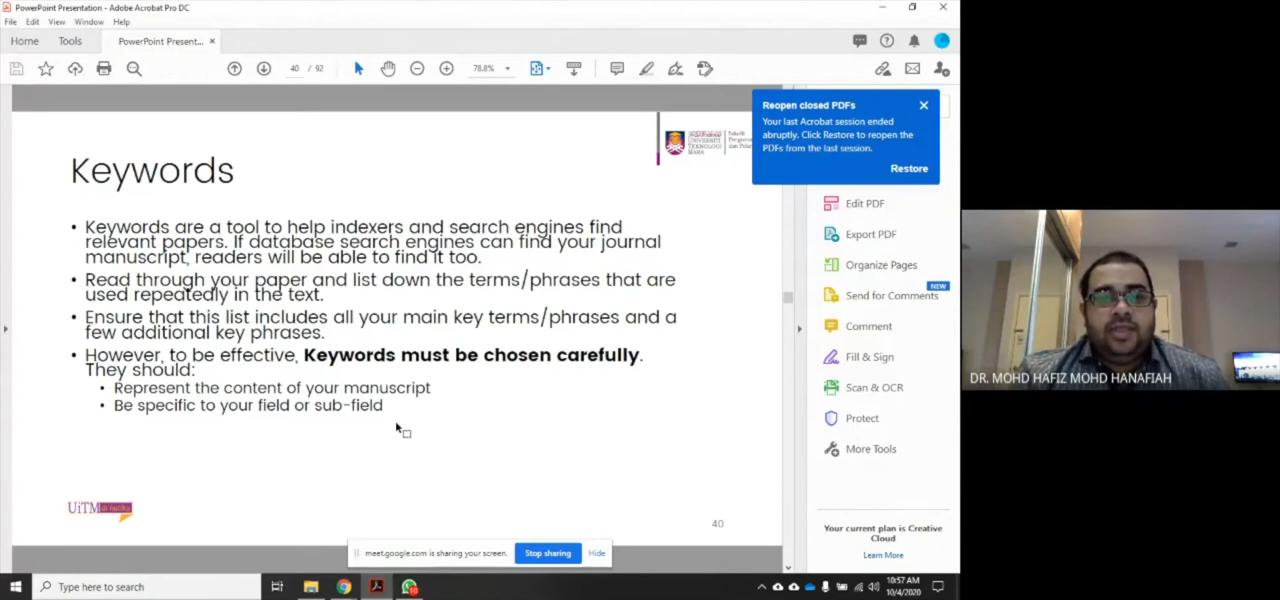 PowerPoint Presentation - Adobe Acrobat Pro DC
File Edit View Window Help
Home Tools PowerPoint Present... ×
40 / 92 78.8%
Reopen closed PDFs
Your last Acrobat session ended
abruptly. Click Restore to reopen the
PDFs from the last session.
Restore
UNIVERSITI
TEKNOLOGI
MARA
Fakulti
Keywords
• Keywords are a tool to help indexers and search engines find
relevant papers. If database search engines can find your journal
manuscript, readers will be able to find it too.
• Read through your paper and list down the terms/phrases that are
used repeatedly in the text.
• Ensure that this list includes all your main key terms/phrases and a
few additional key phrases.
• However, to be effective, Keywords must be chosen carefully.
They should:
• Represent the content of your manuscript
• Be specific to your field or sub-field
UiTM di hatiku
40
Edit PDF
Export PDF
Organize Pages
NEW
Send for Comments
Comment
Fill & Sign
Scan & OCR
Protect
More Tools
Your current plan is Creative
Cloud
Learn More
DR. MOHD HAFIZ MOHD HANAFIAH
meet.google.com is sharing your screen. Stop sharing Hide
Type here to search
10:57 AM
10/4/2020